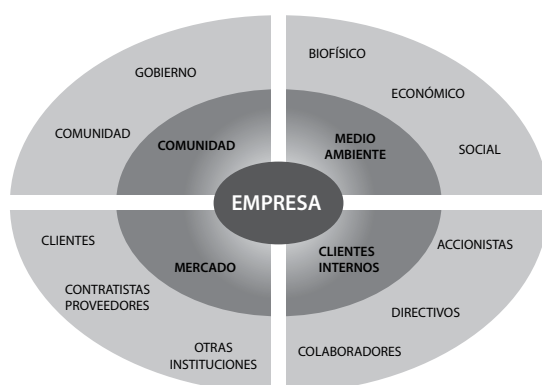 GOBIERNO
COMUNIDAD
COMUNIDAD
BIOFÍSICO
ECONÓMICO
SOCIAL
MEDIO
AMBIENTE
EMPRESA
CLIENTES
CONTRATISTAS
PROVEEDORES
OTRAS
INSTITUCIONES
MERCADO
CLIENTES
INTERNOS
ACCIONISTAS
DIRECTIVOS
COLABORADORES